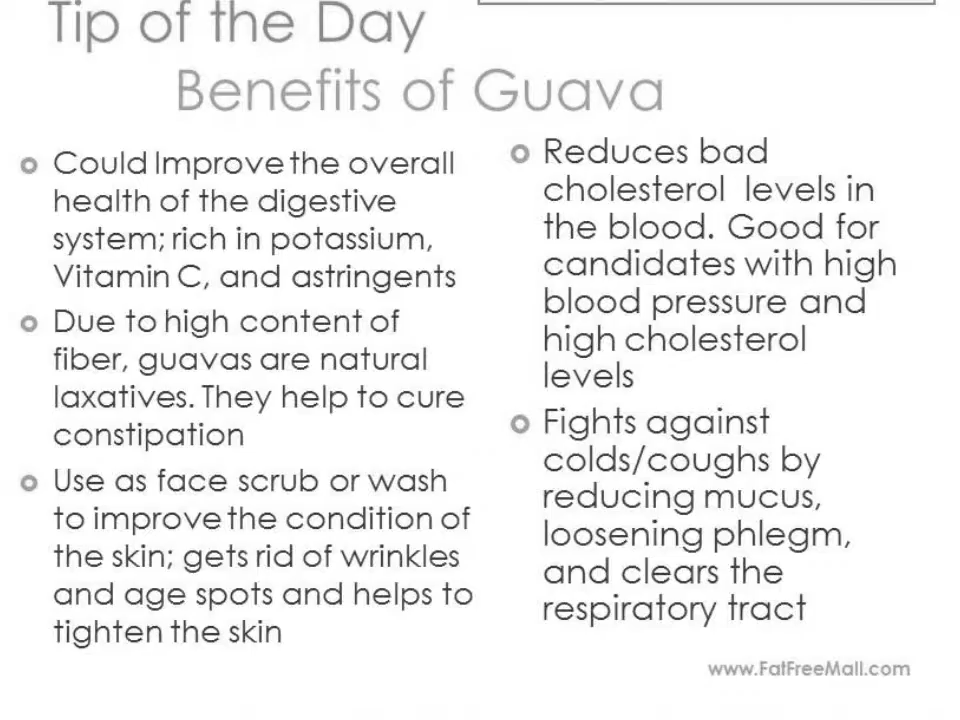 Tip of the Day
Benefits of Guava
Could Improve the overall
health of the digestive
system; rich in potassium,
Vitamin C, and astringents
Due to high content of
fiber, guavas are natural
laxatives. They help to cure
constipation
Use as face scrub or wash
to improve the condition of
the skin; gets rid of wrinkles
and age spots and helps to
tighten the skin
Reduces bad
cholesterol levels in
the blood. Good for
candidates with high
blood pressure and
high cholesterol
levels
Fights against
colds/coughs by
reducing mucus,
loosening phlegm,
and clears the
respiratory tract
www.FatFreeMall.com